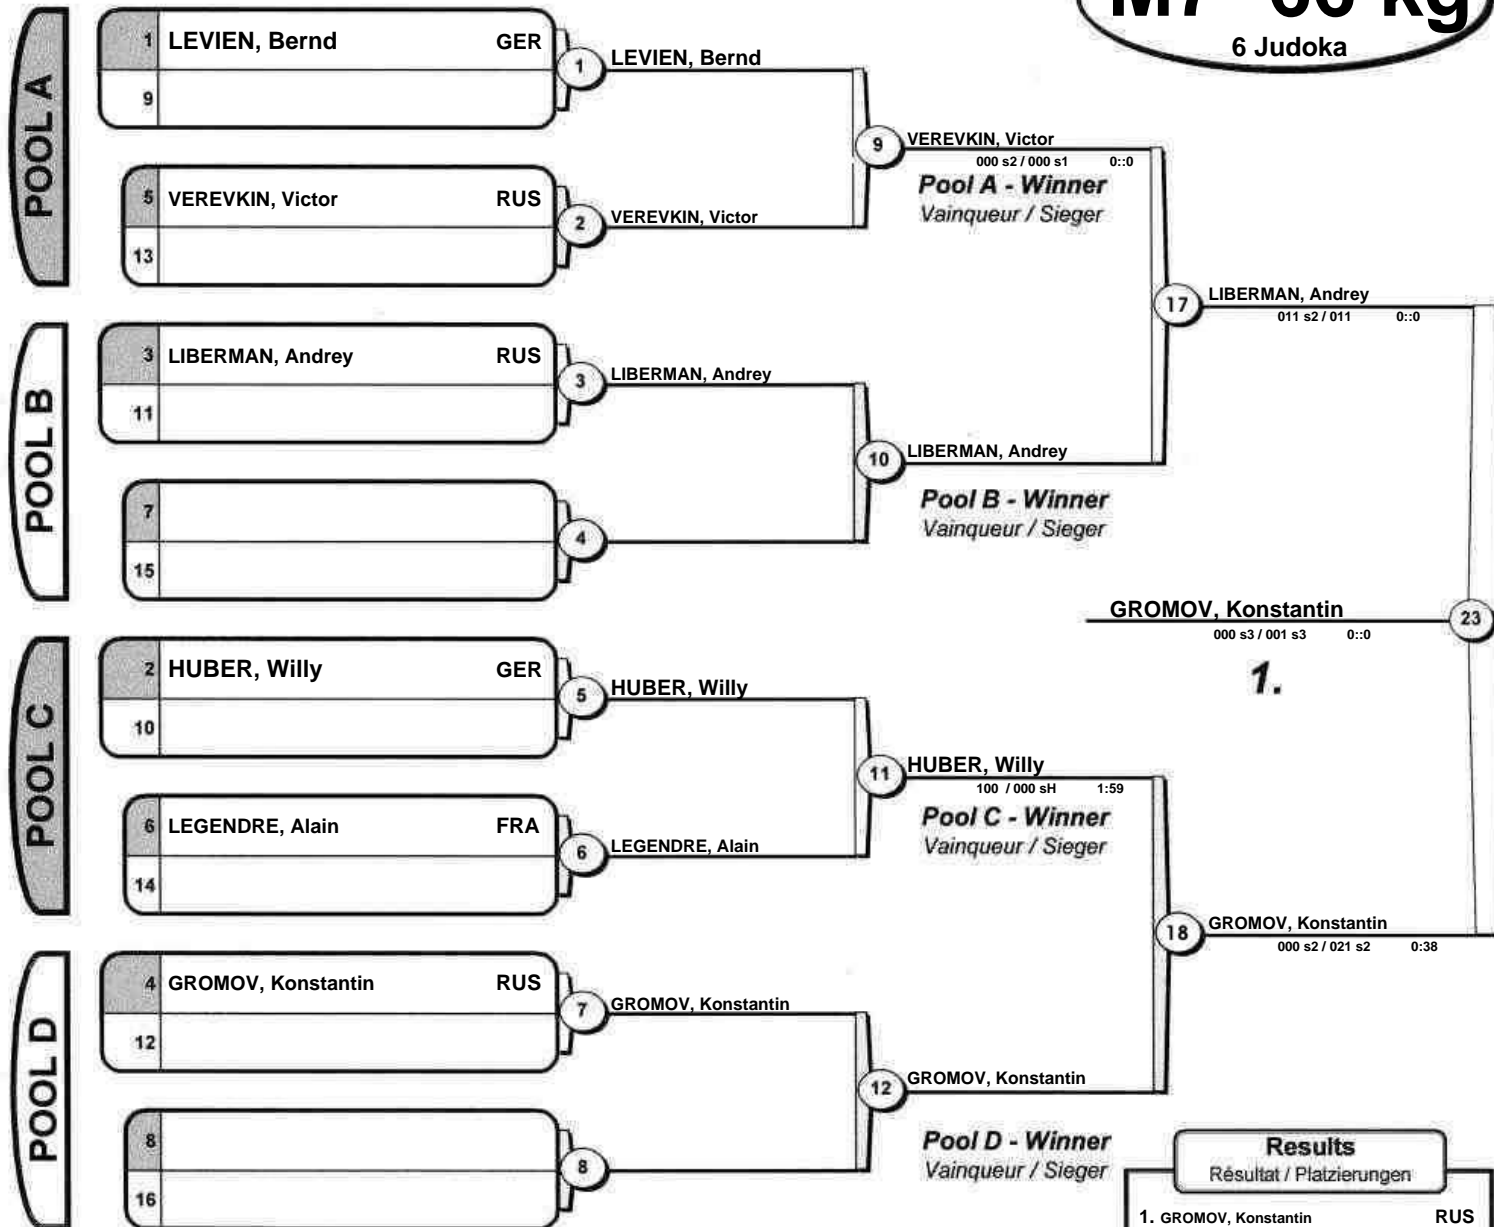 M7 -66 kg
6 Judoka
POOL A
1 LEVIEN, Bernd GER
9
5 VEREVKIN, Victor RUS
13
1 LEVIEN, Bernd
2 VEREVKIN, Victor
9 VEREVKIN, Victor
000 s2 / 000 s1 0::0
Pool A - Winner
Vainqueur / Sieger
POOL B
3 LIBERMAN, Andrey RUS
11
7
15
3 LIBERMAN, Andrey
4
10 LIBERMAN, Andrey
Pool B - Winner
Vainqueur / Sieger
17 LIBERMAN, Andrey
011 s2 / 011 0::0
GROMOV, Konstantin 23
000 s3 / 001 s3 0::0
1.
POOL C
2 HUBER, Willy GER
10
6 LEGENDRE, Alain FRA
14
5 HUBER, Willy
6 LEGENDRE, Alain
11 HUBER, Willy
100 / 000 sH 1:59
Pool C - Winner
Vainqueur / Sieger
18 GROMOV, Konstantin
000 s2 / 021 s2 0:38
POOL D
4 GROMOV, Konstantin RUS
12
8
16
7 GROMOV, Konstantin
8
12 GROMOV, Konstantin
Pool D - Winner
Vainqueur / Sieger
Results
Résultat / Platzierungen
1. GROMOV, Konstantin RUS